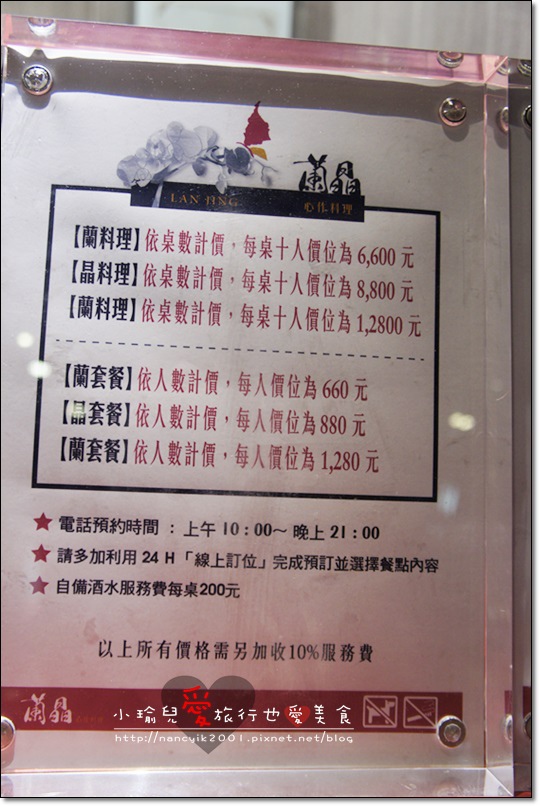 蘭晶
LAN JING
心作料理
【蘭料理】依桌數計價，每桌十人價位為 6,600 元
【晶料理】依桌數計價，每桌十人價位為 8,800 元
【蘭料理】依桌數計價，每桌十人價位為 1,2800 元
【蘭套餐】依人數計價，每人價位為 660 元
【晶套餐】依人數計價，每人價位為 880 元
【蘭套餐】依人數計價，每人價位為 1,280 元
★ 電話預約時間 ：上午 10：00～ 晚上 21：00
★ 請多加利用 24 H「線上訂位」完成預訂並選擇餐點內容
★ 自備酒水服務費每桌200元
以上所有價格需另加收10%服務費
蘭晶
小瑜兒愛旅行也愛美食
http://nancyik2001.pixnet.net/blog